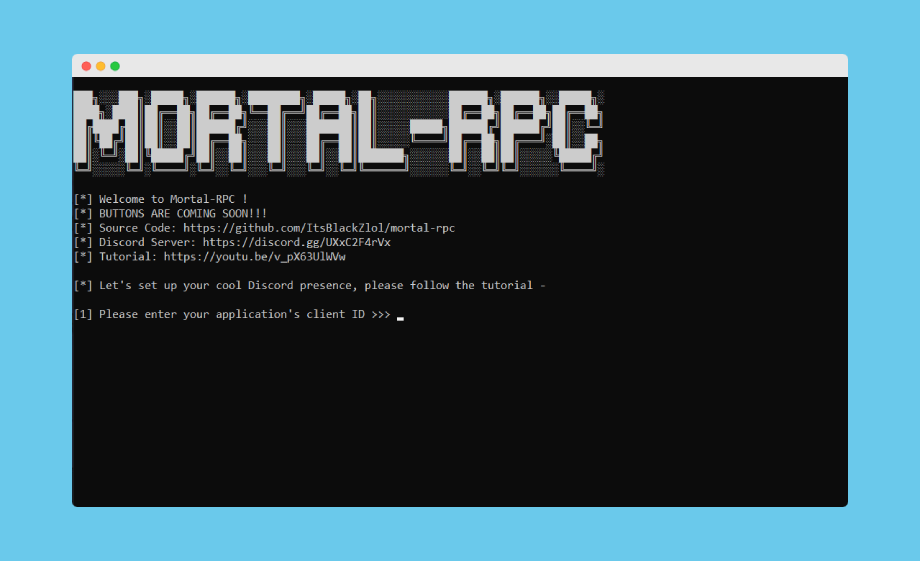 MORTAL-RPC
[*] Welcome to Mortal-RPC !
[*] BUTTONS ARE COMING SOON!!!
[*] Source Code: https://github.com/ItsBlackZlol/mortal-rpc
[*] Discord Server: https://discord.gg/UXxC2F4rVx
[*] Tutorial: https://youtu.be/v_pX63UlWVw
[*] Let's set up your cool Discord presence, please follow the tutorial -
[1] Please enter your application's client ID >>>